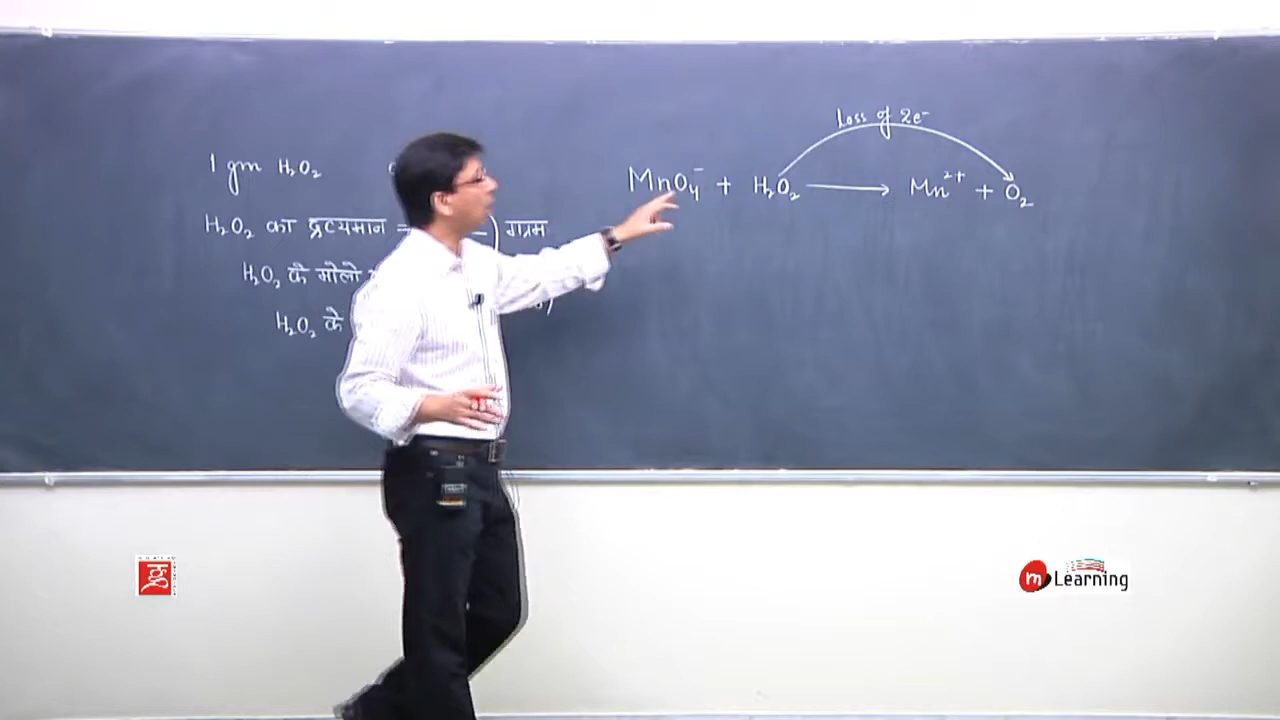 Loss of 2e⁻
1 gm H₂O₂
MnO₄⁻ + H₂O₂ ⟶ Mn²⁺ + O₂
H₂O₂ का द्रव्यमान = ) ग्राम
H₂O₂ के मोलो
H₂O₂ के
m Learning